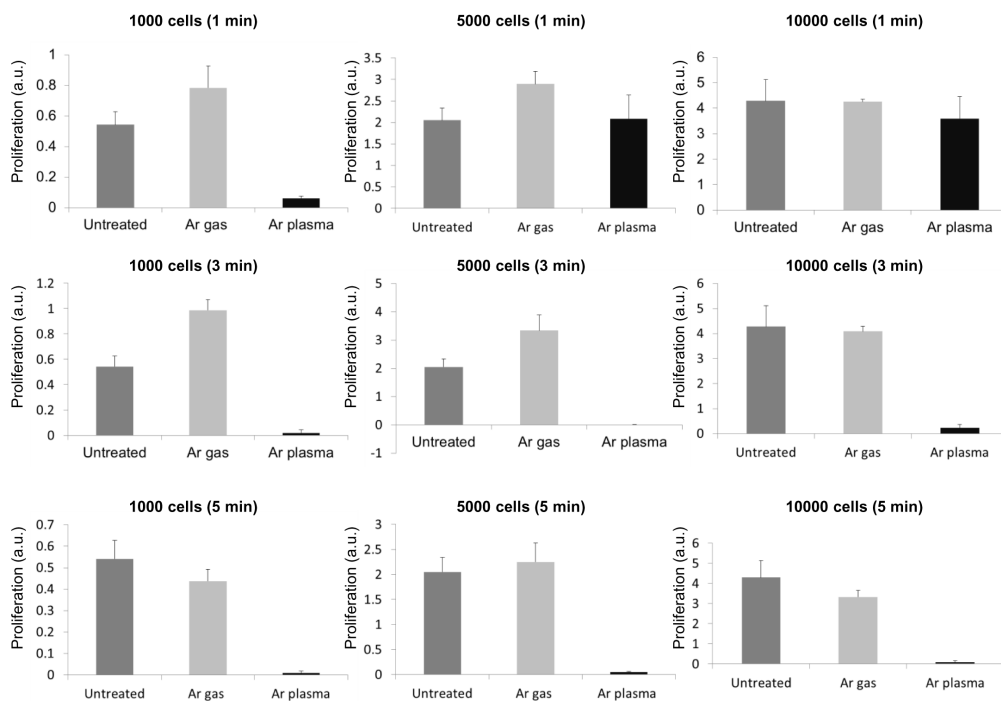 1000 cells (1 min)
Proliferation (a.u.)
1
0.8
0.6
0.4
0.2
0
Untreated Ar gas Ar plasma
5000 cells (1 min)
Proliferation (a.u.)
3.5
3
2.5
2
1.5
1
0.5
0
Untreated Ar gas Ar plasma
10000 cells (1 min)
Proliferation (a.u.)
6
5
4
3
2
1
0
Untreated Ar gas Ar plasma
1000 cells (3 min)
Proliferation (a.u.)
1.2
1
0.8
0.6
0.4
0.2
0
Untreated Ar gas Ar plasma
5000 cells (3 min)
Proliferation (a.u.)
5
4
3
2
1
0
-1
Untreated Ar gas Ar plasma
10000 cells (3 min)
Proliferation (a.u.)
6
5
4
3
2
1
0
Untreated Ar gas Ar plasma
1000 cells (5 min)
Proliferation (a.u.)
0.7
0.6
0.5
0.4
0.3
0.2
0.1
0
Untreated Ar gas Ar plasma
5000 cells (5 min)
Proliferation (a.u.)
3
2.5
2
1.5
1
0.5
0
Untreated Ar gas Ar plasma
10000 cells (5 min)
Proliferation (a.u.)
6
5
4
3
2
1
0
Untreated Ar gas Ar plasma